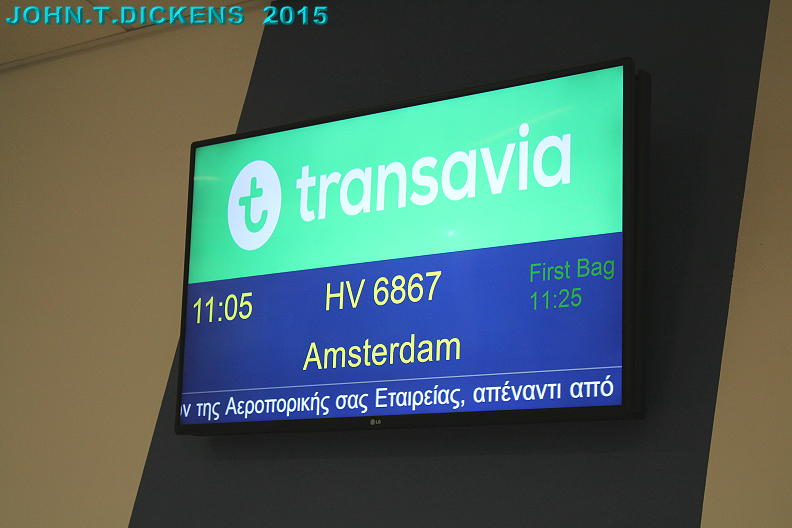 JOHN.T.DICKENS 2015
t transavia
11:05 HV 6867 First Bag
11:25
Amsterdam
της Αεροπορικής σας Εταιρείας, απέναντι από
LG